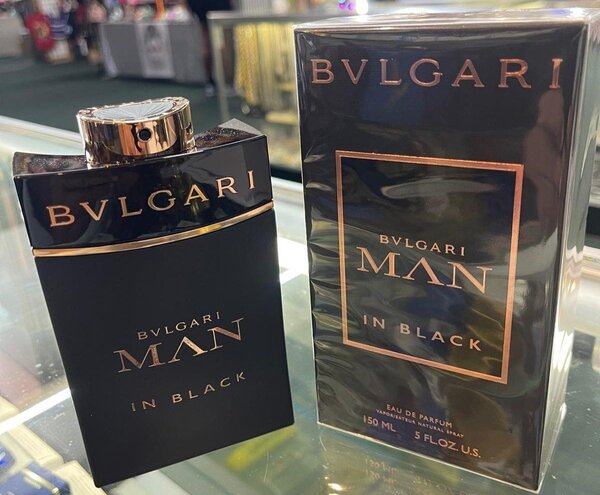 BVLGARI
BVLGARI
MAN
IN BLACK
BVLGARI
BVLGARI
MAN
IN BLACK
EAU DE PARFUM
VAPORISATEUR NATURAL SPRAY
150 ML 5 FL.OZ. U.S.